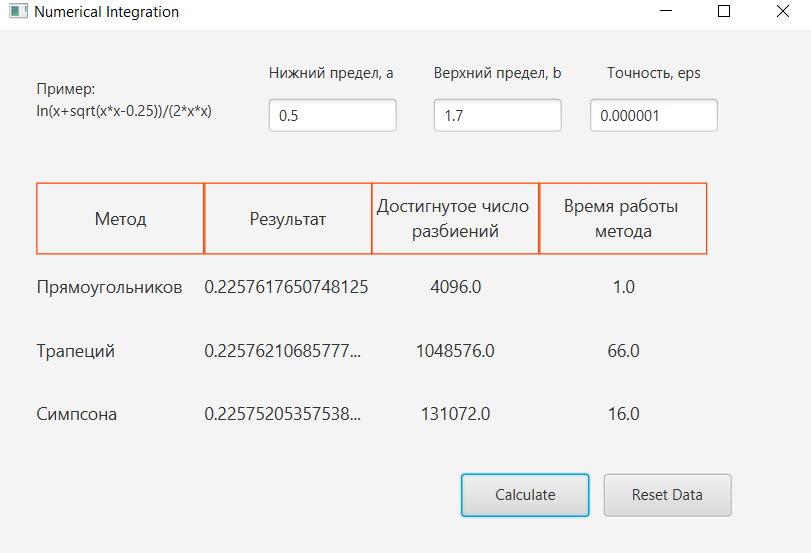 Numerical Integration
Нижний предел, a
Верхний предел, b
Точность, eps
Пример:
ln(x+sqrt(x*x-0.25))/(2*x*x)
0.5
1.7
0.000001
Метод
Результат
Достигнутое число
разбиений
Время работы
метода
Прямоугольников 0.2257617650748125 4096.0 1.0
Трапеций 0.22576210685777... 1048576.0 66.0
Симпсона 0.22575205357538... 131072.0 16.0
Calculate
Reset Data